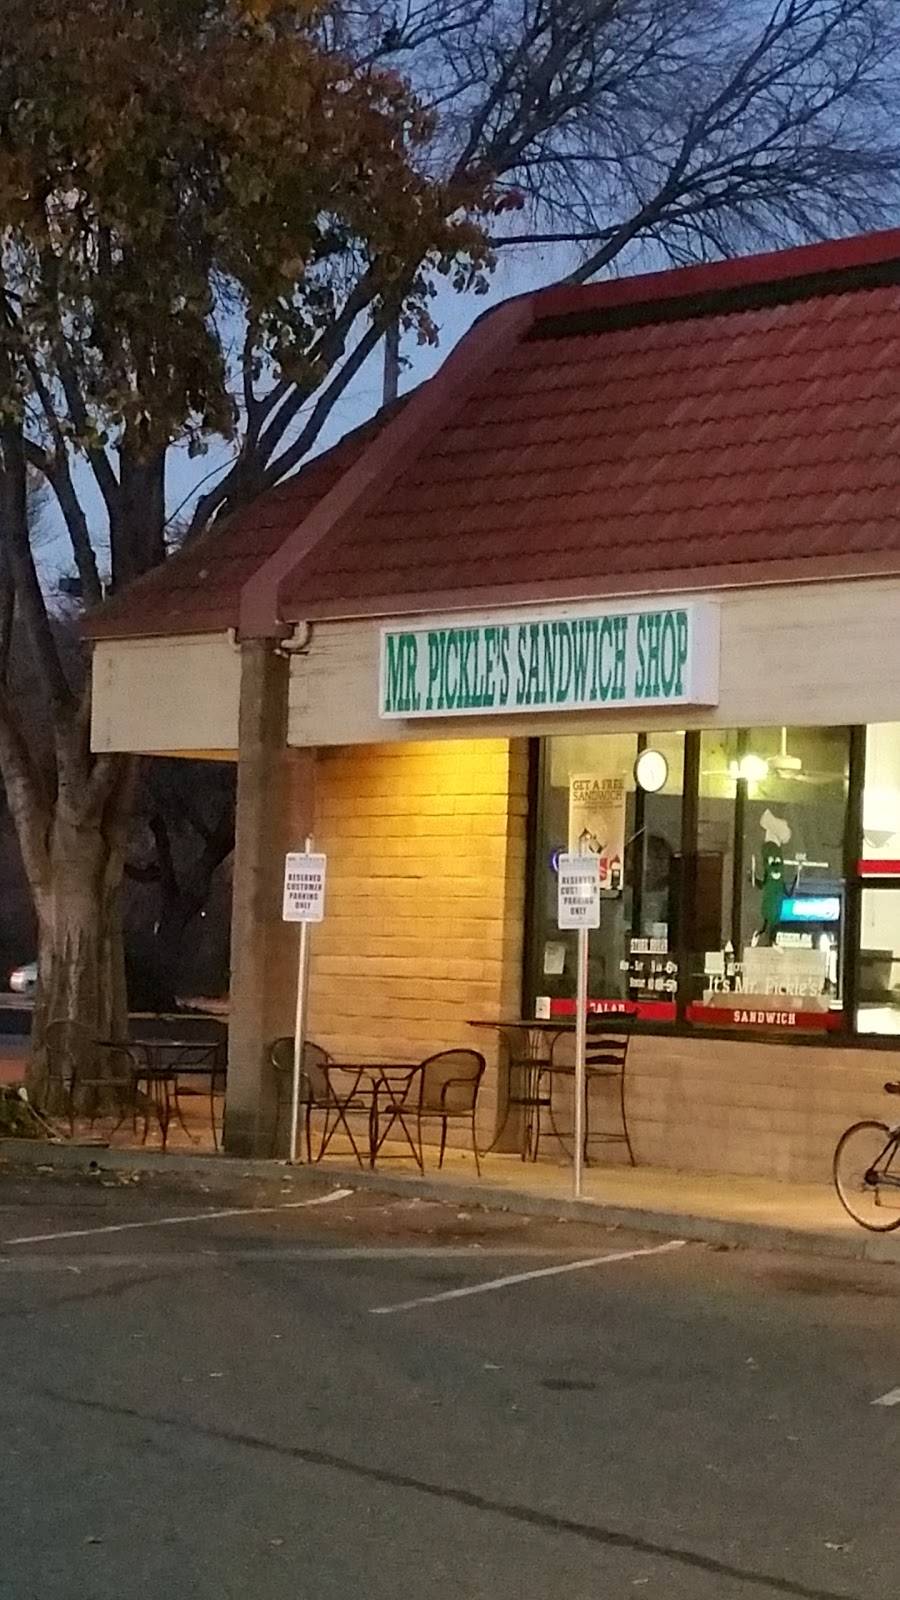 MR. PICKLE'S SANDWICH SHOP
GET A FREE
SANDWICH
RESERVED
CUSTOMER
PARKING
ONLY
RESERVED
CUSTOMER
PARKING
ONLY
It's Mr. Pickle's
SALAD
SANDWICH